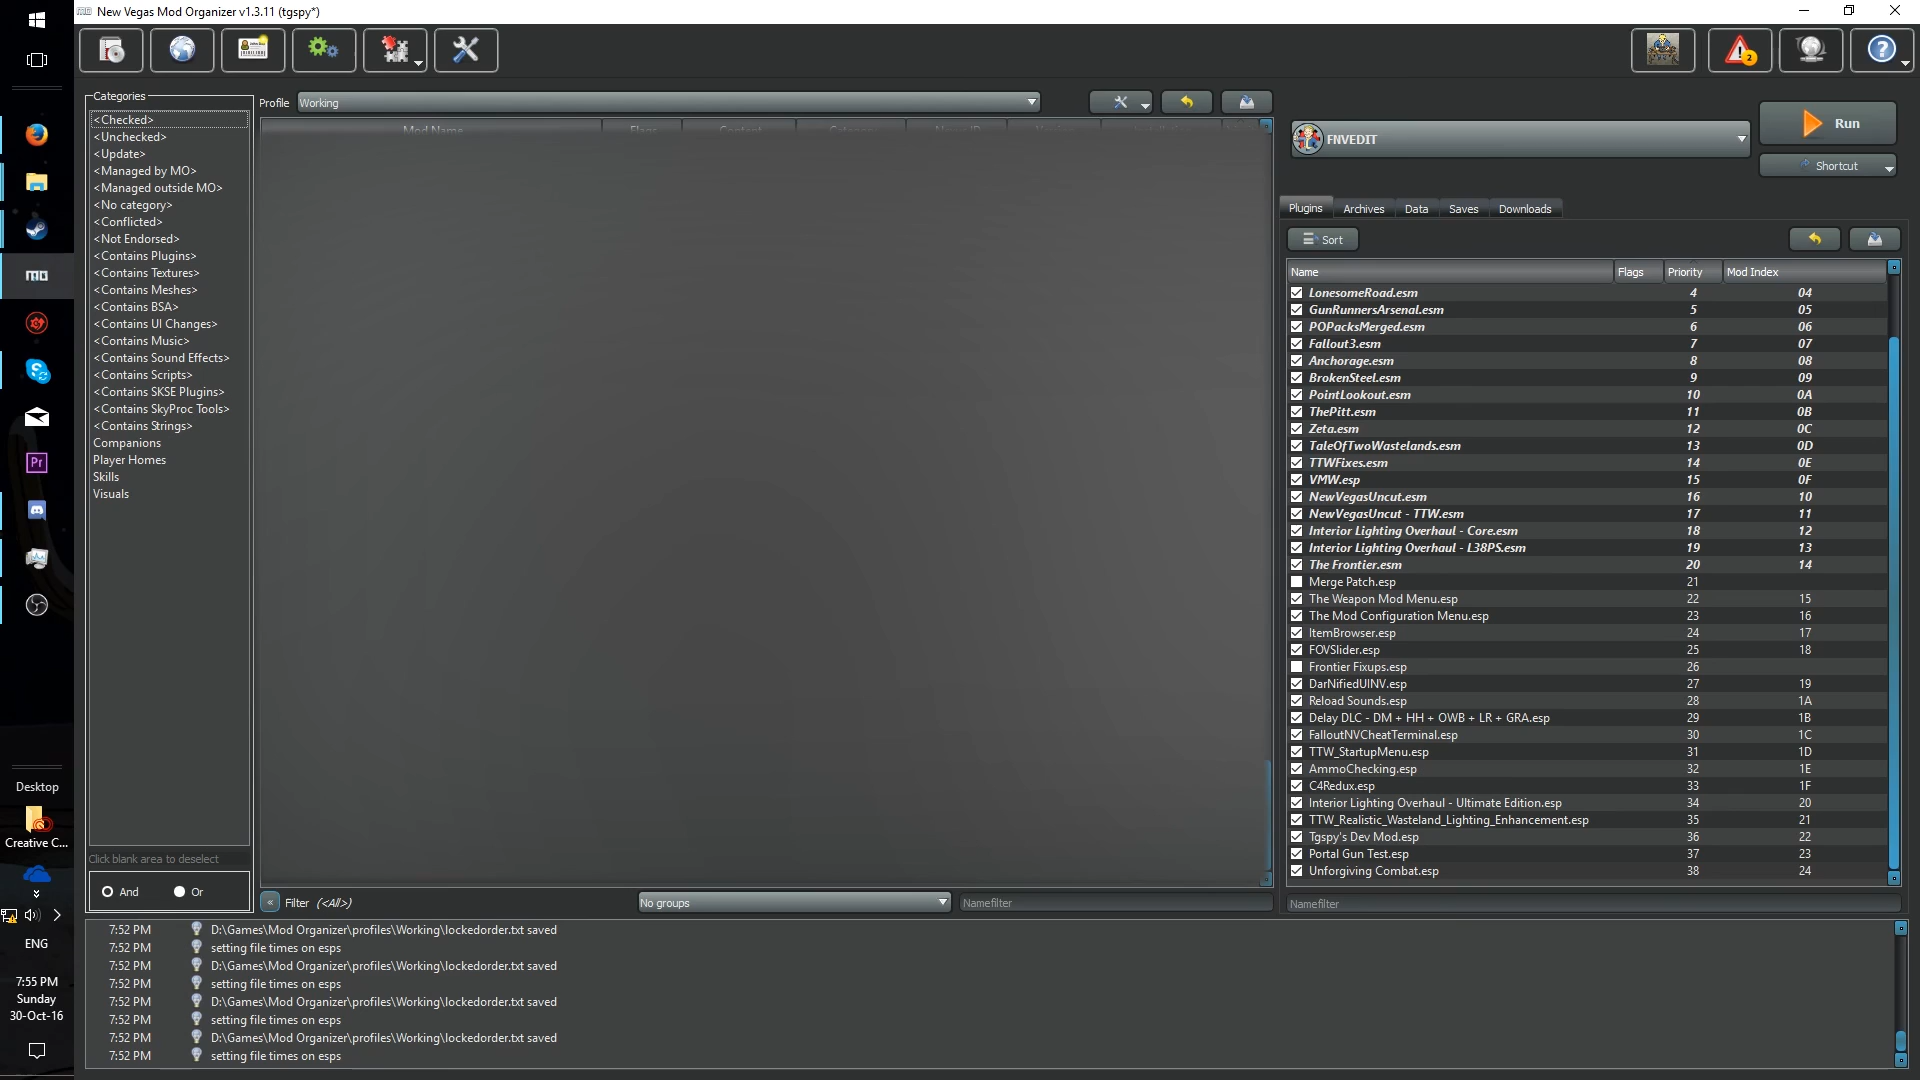 New Vegas Mod Organizer v1.3.11 (tgspy*)
Categories
<Checked>
<Unchecked>
<Update>
<Managed by MO>
<Managed outside MO>
<No category>
<Conflicted>
<Not Endorsed>
<Contains Plugins>
<Contains Textures>
<Contains Meshes>
<Contains BSA>
<Contains UI Changes>
<Contains Music>
<Contains Sound Effects>
<Contains Scripts>
<Contains SKSE Plugins>
<Contains SkyProc Tools>
<Contains Strings>
Companions
Player Homes
Skills
Visuals
Click blank area to deselect
And Or
Profile Working
Mod Name Flags Content Category Nexus ID
Filter (<All>)
No groups
Namefilter
FNVEDIT
Run
Shortcut
Plugins Archives Data Saves Downloads
Sort
Name Flags Priority Mod Index
LonesomeRoad.esm 4 04
GunRunnersArsenal.esm 5 05
POPacksMerged.esm 6 06
Fallout3.esm 7 07
Anchorage.esm 8 08
BrokenSteel.esm 9 09
PointLookout.esm 10 0A
ThePitt.esm 11 0B
Zeta.esm 12 0C
TaleOfTwoWastelands.esm 13 0D
TTWFixes.esm 14 0E
VMW.esp 15 0F
NewVegasUncut.esm 16 10
NewVegasUncut - TTW.esm 17 11
Interior Lighting Overhaul - Core.esm 18 12
Interior Lighting Overhaul - L38PS.esm 19 13
The Frontier.esm 20 14
Merge Patch.esp 21
The Weapon Mod Menu.esp 22 15
The Mod Configuration Menu.esp 23 16
ItemBrowser.esp 24 17
FOVSlider.esp 25 18
Frontier Fixups.esp 26
DarNifiedUINV.esp 27 19
Reload Sounds.esp 28 1A
Delay DLC - DM + HH + OWB + LR + GRA.esp 29 1B
FalloutNVCheatTerminal.esp 30 1C
TTW_StartupMenu.esp 31 1D
AmmoChecking.esp 32 1E
C4Redux.esp 33 1F
Interior Lighting Overhaul - Ultimate Edition.esp 34 20
TTW_Realistic_Wasteland_Lighting_Enhancement.esp 35 21
Tgspy's Dev Mod.esp 36 22
Portal Gun Test.esp 37 23
Unforgiving Combat.esp 38 24
Namefilter
7:52 PM D:\Games\Mod Organizer\profiles\Working\lockedorder.txt saved
7:52 PM setting file times on esps
7:52 PM D:\Games\Mod Organizer\profiles\Working\lockedorder.txt saved
7:52 PM setting file times on esps
7:52 PM D:\Games\Mod Organizer\profiles\Working\lockedorder.txt saved
7:52 PM setting file times on esps
7:52 PM D:\Games\Mod Organizer\profiles\Working\lockedorder.txt saved
7:52 PM setting file times on esps
Pr
Desktop
Creative C...
ENG
7:55 PM
Sunday
30-Oct-16